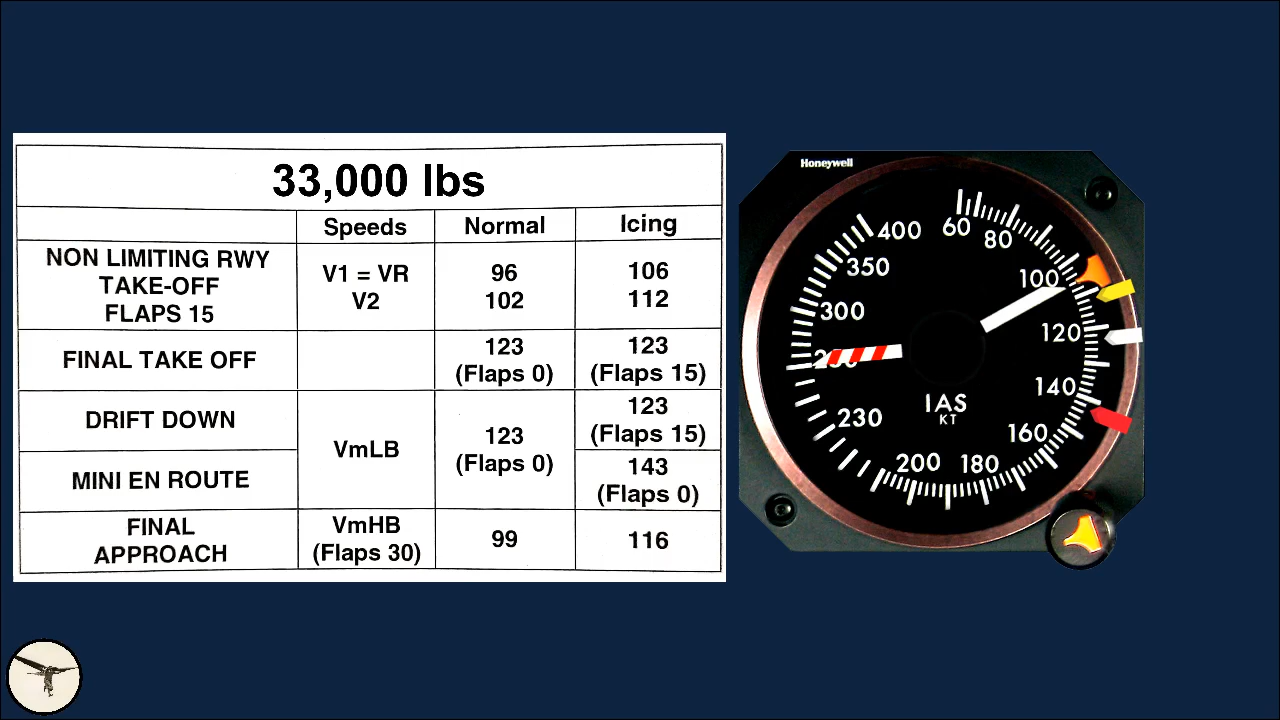 33,000 lbs
Speeds Normal Icing
NON LIMITING RWY
TAKE-OFF
FLAPS 15
V1 = VR
V2
96
102
106
112
FINAL TAKE OFF
123
(Flaps 0)
123
(Flaps 15)
DRIFT DOWN
MINI EN ROUTE
VmLB
123
(Flaps 0)
123
(Flaps 15)
143
(Flaps 0)
FINAL
APPROACH
VmHB
(Flaps 30)
99
116
Honeywell
60
80
100
120
140
160
180
200
230
300
350
400
IAS
KT